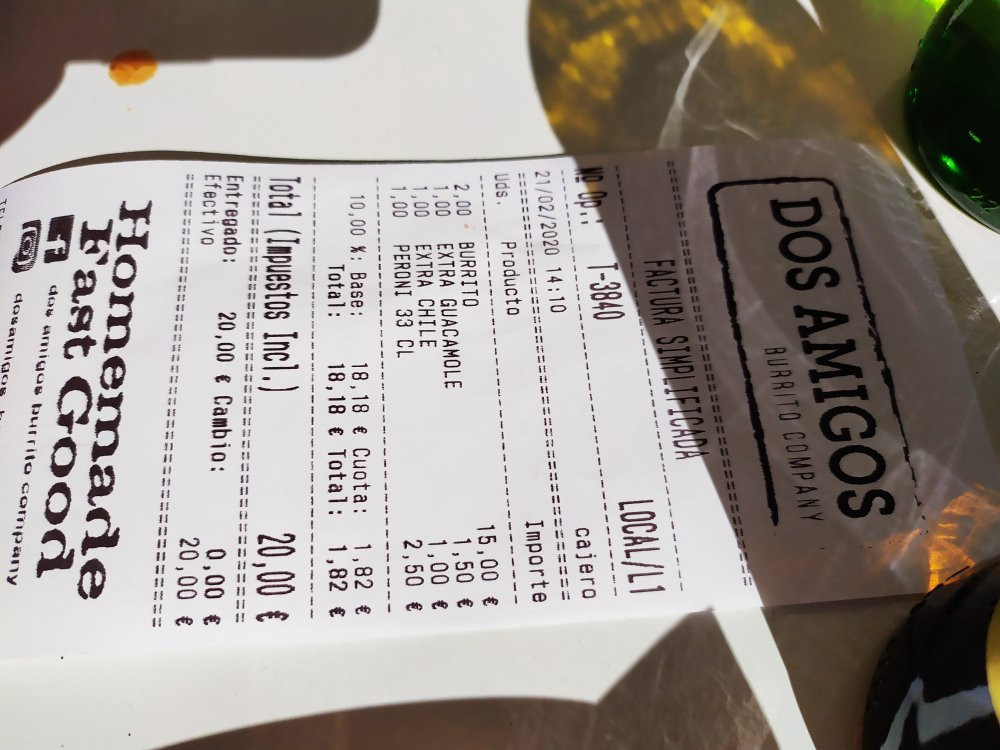 DOS AMIGOS
BURRITO COMPANY
FACTURA SIMPLIFICADA
LOCAL/L1
Nº Op.: T-3840 cajero
21/02/2020 14:10
Uds. Producto Importe
2,00 BURRITO 15,00 €
1,00 EXTRA GUACAMOLE 1,50 €
1,00 EXTRA CHILE 1,00 €
1,00 PERONI 33 CL 2,50 €
10,00 %: Base: 18,18 € Cuota: 1,82 €
Total: 18,18 € Total: 1,82 €
Total (Impuestos Incl.) 20,00 €
Entregado: 20,00 € Cambio: 0,00 €
Efectivo 20,00 €
Homemade
Fast Good
dos amigos burrito company